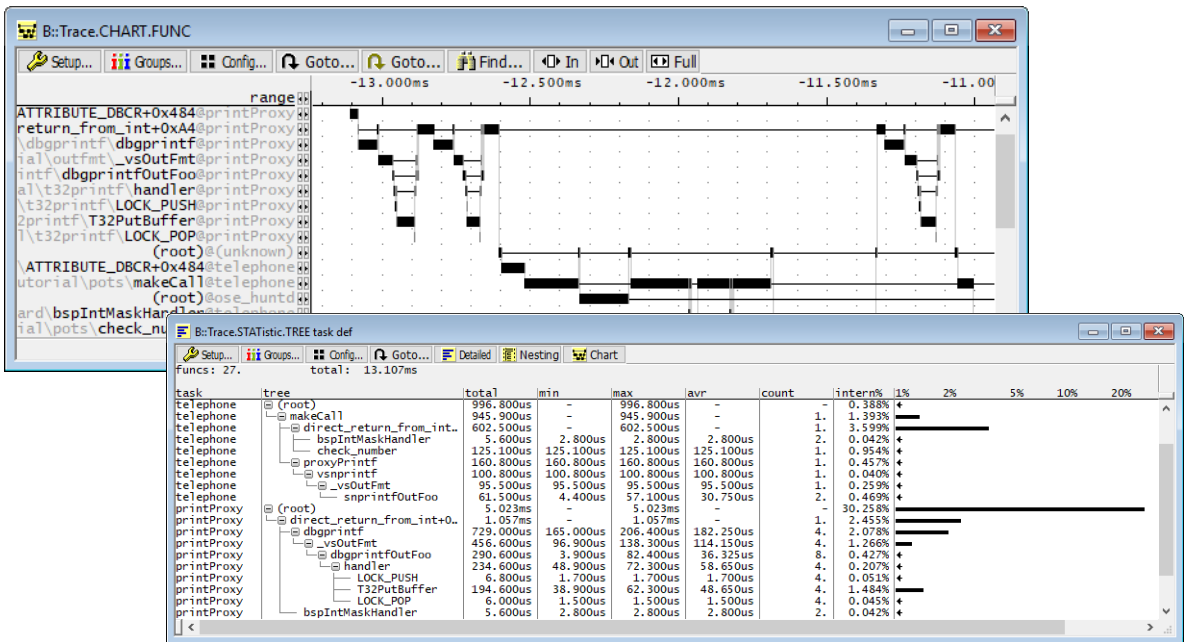 B::Trace.CHART.FUNC
Setup... Groups... Config... Goto... Goto... Find... In Out Full
-13.000ms -12.500ms -12.000ms -11.500ms -11.00
range
ATTRIBUTE_DBCR+0x484@printProxy
return_from_int+0xA4@printProxy
\dbgprintf\dbgprintf@printProxy
ial\outfmt\_vsOutFmt@printProxy
intf\dbgprintfOutFoo@printProxy
al\t32printf\handler@printProxy
\t32printf\LOCK_PUSH@printProxy
2printf\T32PutBuffer@printProxy
l\t32printf\LOCK_POP@printProxy
(root)@(unknown)
\ATTRIBUTE_DBCR+0x484@telephone
utorial\pots\makeCall@telephone
(root)@ose_huntd
ard\bspIntMaskHandler@telephone
ial\pots\check_nu
B::Trace.STATistic.TREE task def
Setup... Groups... Config... Goto... Detailed Nesting Chart
funcs: 27. total: 13.107ms
task tree total min max avr count intern% 1% 2% 5% 10% 20%
telephone (root) 996.800us - 996.800us - - 0.388%
telephone makeCall 945.900us - 945.900us - 1. 1.393%
telephone direct_return_from_int.. 602.500us - 602.500us - 1. 3.599%
telephone bspIntMaskHandler 5.600us 2.800us 2.800us 2.800us 2. 0.042%
telephone check_number 125.100us 125.100us 125.100us 125.100us 1. 0.954%
telephone proxyPrintf 160.800us 160.800us 160.800us 160.800us 1. 0.457%
telephone vsnprintf 100.800us 100.800us 100.800us 100.800us 1. 0.040%
telephone _vsOutFmt 95.500us 95.500us 95.500us 95.500us 1. 0.259%
telephone snprintfOutFoo 61.500us 4.400us 57.100us 30.750us 2. 0.469%
printProxy (root) 5.023ms - 5.023ms - - 30.258%
printProxy direct_return_from_int+0.. 1.057ms - 1.057ms - 1. 2.455%
printProxy dbgprintf 729.000us 165.000us 206.400us 182.250us 4. 2.078%
printProxy _vsOutFmt 456.600us 96.900us 138.300us 114.150us 4. 1.266%
printProxy dbgprintfOutFoo 290.600us 3.900us 82.400us 36.325us 8. 0.427%
printProxy handler 234.600us 48.900us 72.300us 58.650us 4. 0.207%
printProxy LOCK_PUSH 6.800us 1.700us 1.700us 1.700us 4. 0.051%
printProxy T32PutBuffer 194.600us 38.900us 62.300us 48.650us 4. 1.484%
printProxy LOCK_POP 6.000us 1.500us 1.500us 1.500us 4. 0.045%
printProxy bspIntMaskHandler 5.600us 2.800us 2.800us 2.800us 2. 0.042%